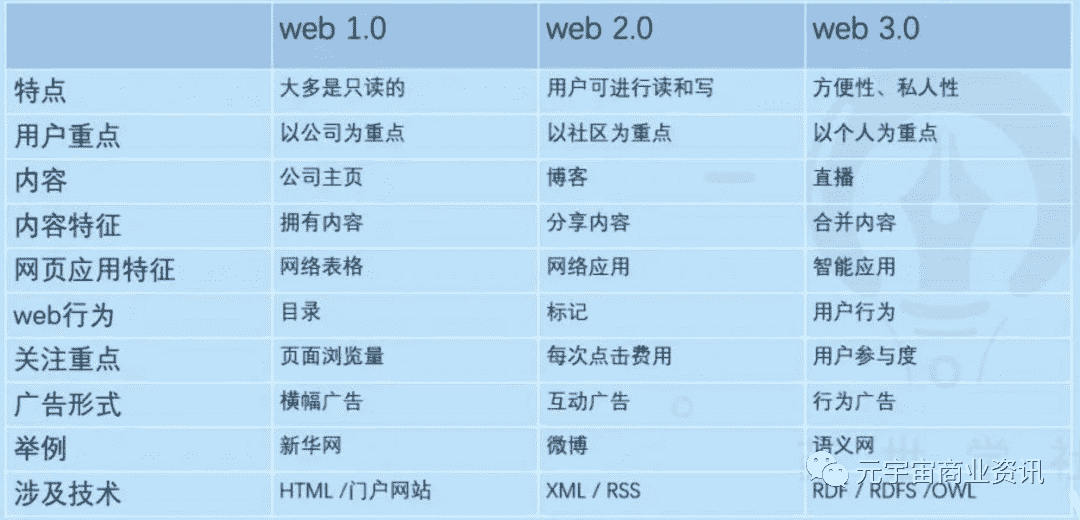 web 1.0 web 2.0 web 3.0
特点 大多是只读的 用户可进行读和写 方便性、私人性
用户重点 以公司为重点 以社区为重点 以个人为重点
内容 公司主页 博客 直播
内容特征 拥有内容 分享内容 合并内容
网页应用特征 网络表格 网络应用 智能应用
web行为 目录 标记 用户行为
关注重点 页面浏览量 每次点击费用 用户参与度
广告形式 横幅广告 互动广告 行为广告
举例 新华网 微博 语义网
元宇宙商业资讯
涉及技术 HTML /门户网站 XML / RSS RDF / RDFS /OWL